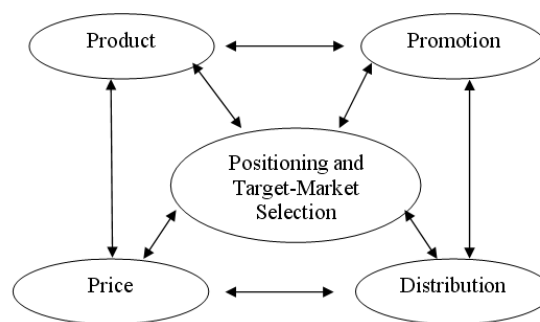 Product
Promotion
Positioning and
Target-Market
Selection
Price
Distribution